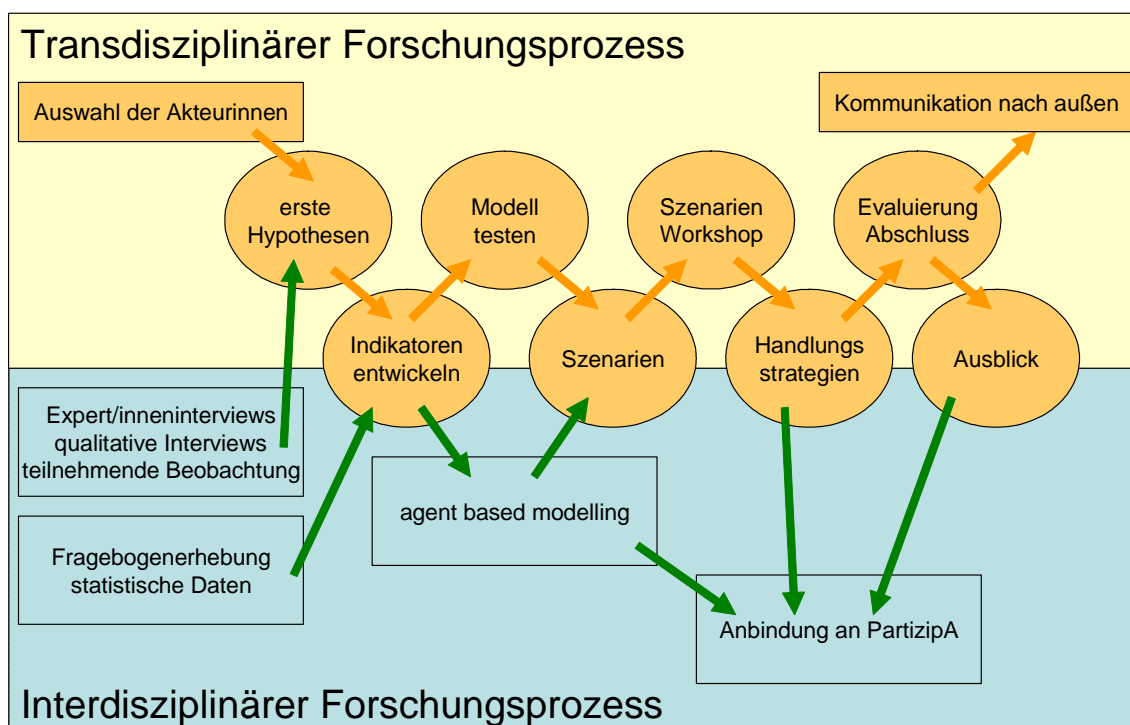 Transdisziplinärer Forschungsprozess
Auswahl der Akteurinnen
Kommunikation nach außen
erste
Hypothesen
Modell
testen
Szenarien
Workshop
Evaluierung
Abschluss
Indikatoren
entwickeln
Szenarien
Handlungs
strategien
Ausblick
Expert/inneninterviews
qualitative Interviews
teilnehmende Beobachtung
agent based modelling
Fragebogenerhebung
statistische Daten
Anbindung an PartizipA
Interdisziplinärer Forschungsprozess